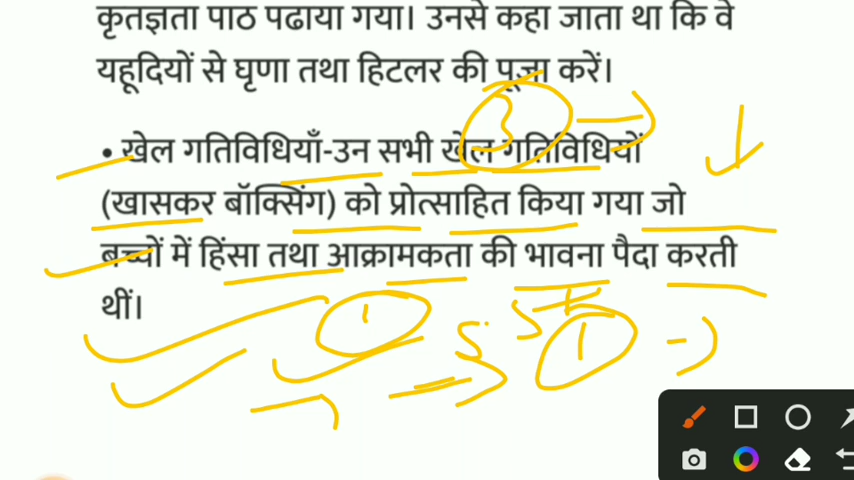 कृतज्ञता पाठ पढाया गया। उनसे कहा जाता था कि वे
यहूदियों से घृणा तथा हिटलर की पूजा करें।
• खेल गतिविधियाँ-उन सभी खेल गतिविधियों
(खासकर बॉक्सिंग) को प्रोत्साहित किया गया जो
बच्चों में हिंसा तथा आक्रामकता की भावना पैदा करती
थीं।